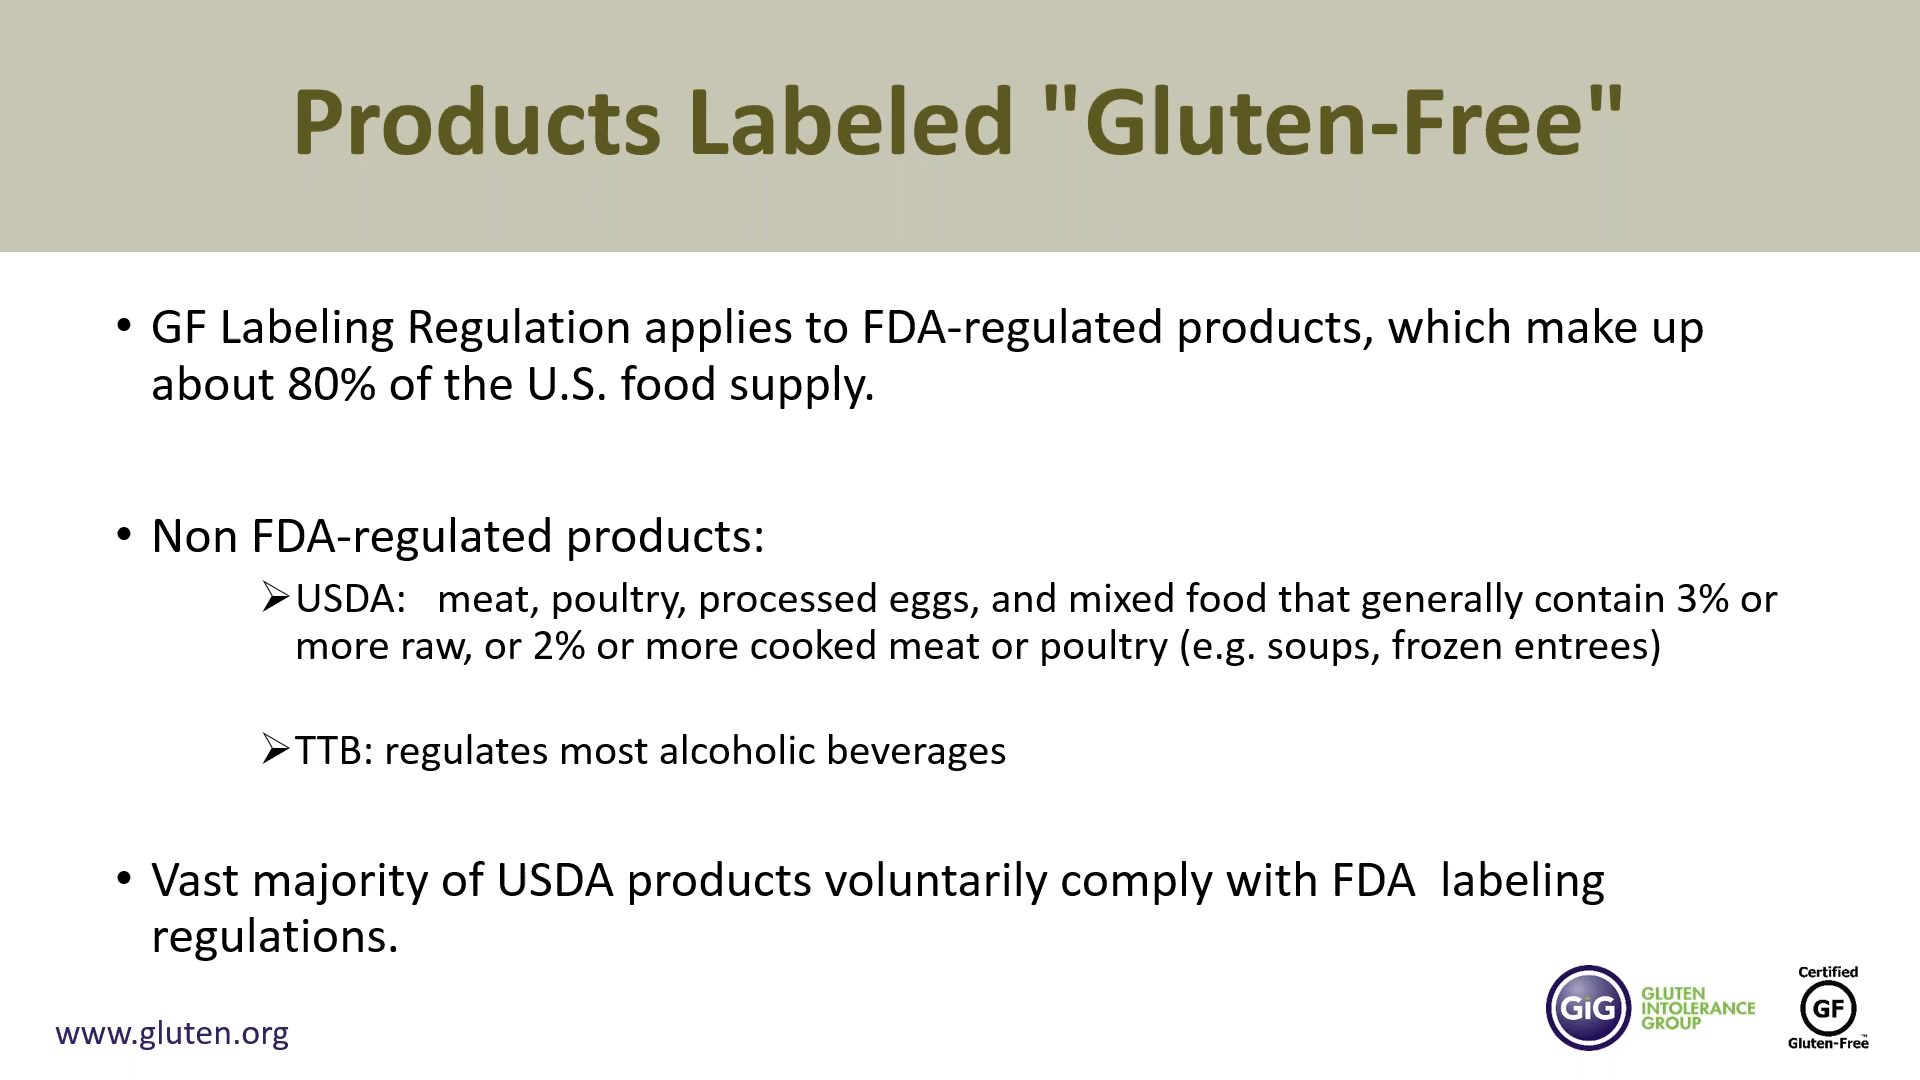 Products Labeled "Gluten-Free"
• GF Labeling Regulation applies to FDA-regulated products, which make up
about 80% of the U.S. food supply.
• Non FDA-regulated products:
➢USDA:   meat, poultry, processed eggs, and mixed food that generally contain 3% or
more raw, or 2% or more cooked meat or poultry (e.g. soups, frozen entrees)
➢TTB: regulates most alcoholic beverages
• Vast majority of USDA products voluntarily comply with FDA  labeling
regulations.
www.gluten.org
GiG
GLUTEN
INTOLERANCE
GROUP
Certified
GF
Gluten-Free™